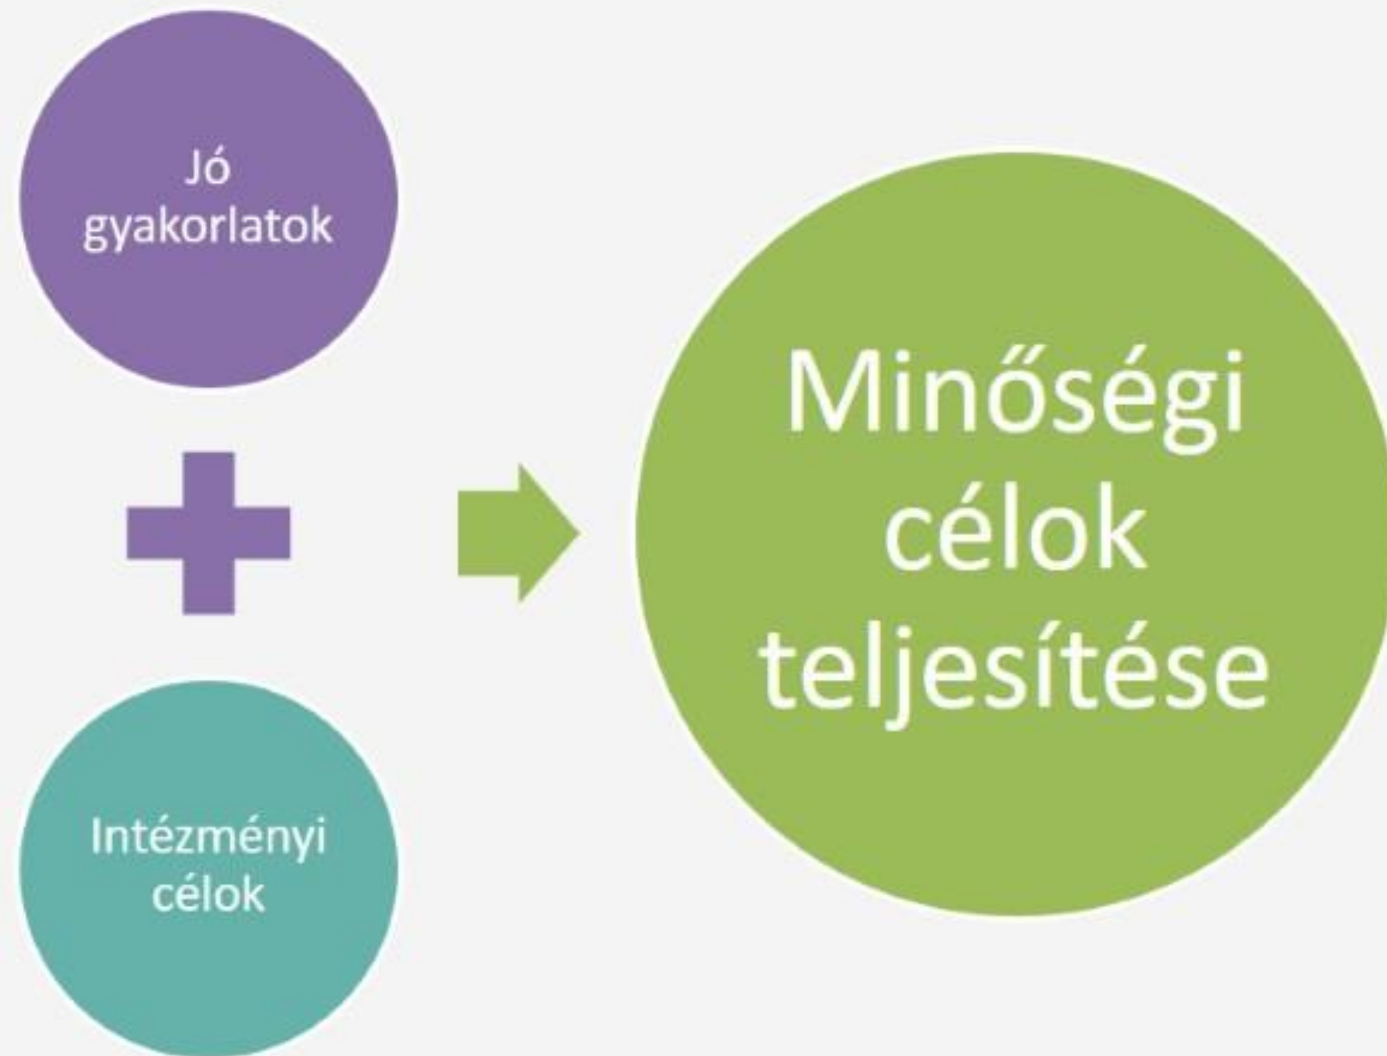 Jó
gyakorlatok
Intézményi
célok
Minőségi
célok
teljesítése